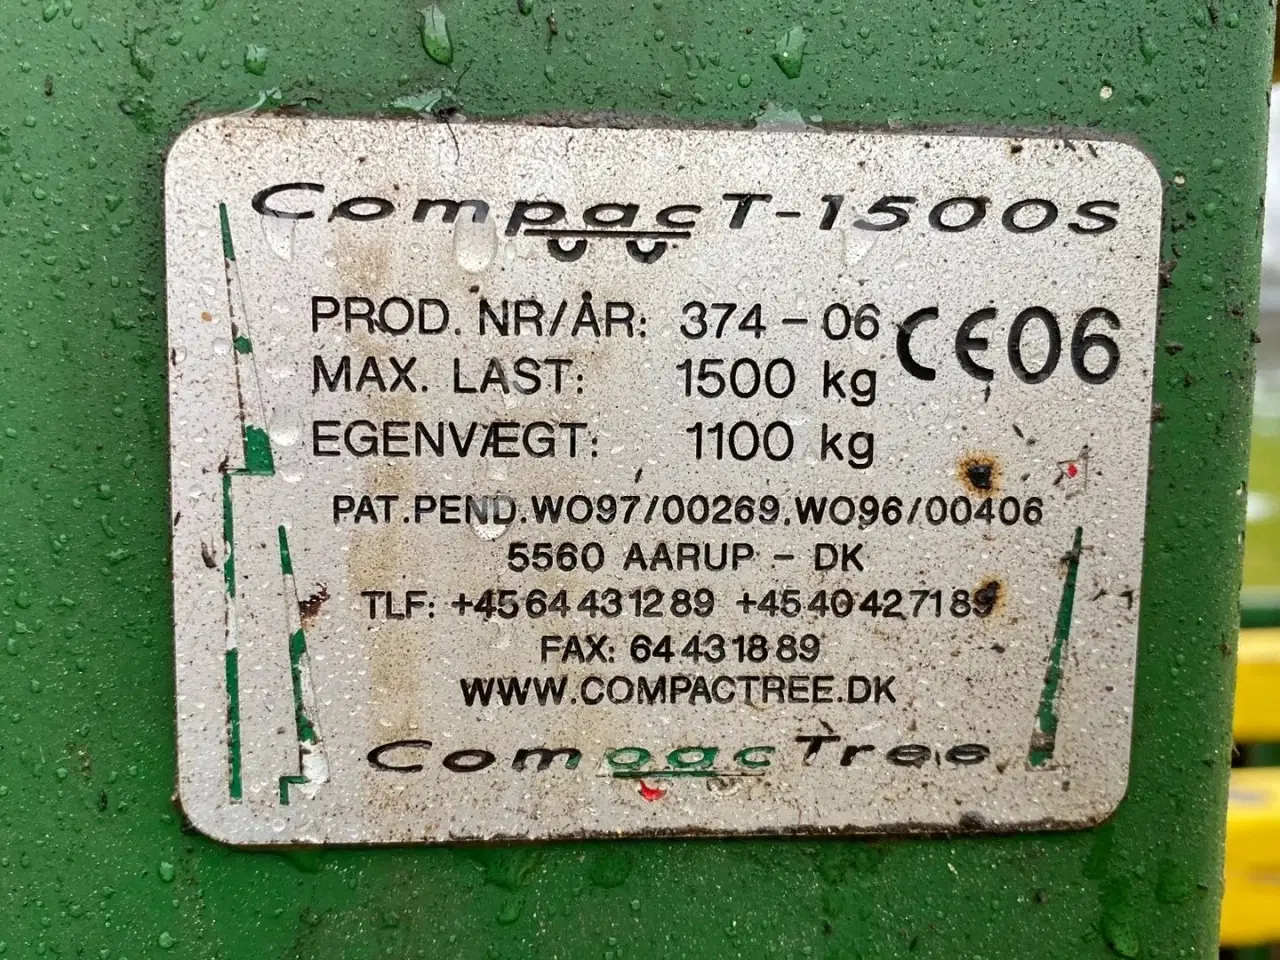 CompacT-1500S
PROD. NR/ÅR: 374-06
MAX. LAST: 1500 kg
CE06
EGENVÆGT: 1100 kg
PAT.PEND.WO97/00269.WO96/00406
5560 AARUP - DK
TLF: +45 64 43 12 89 +45 40 42 71 89
FAX: 64 43 18 89
WWW.COMPACTREE.DK
CompacTree